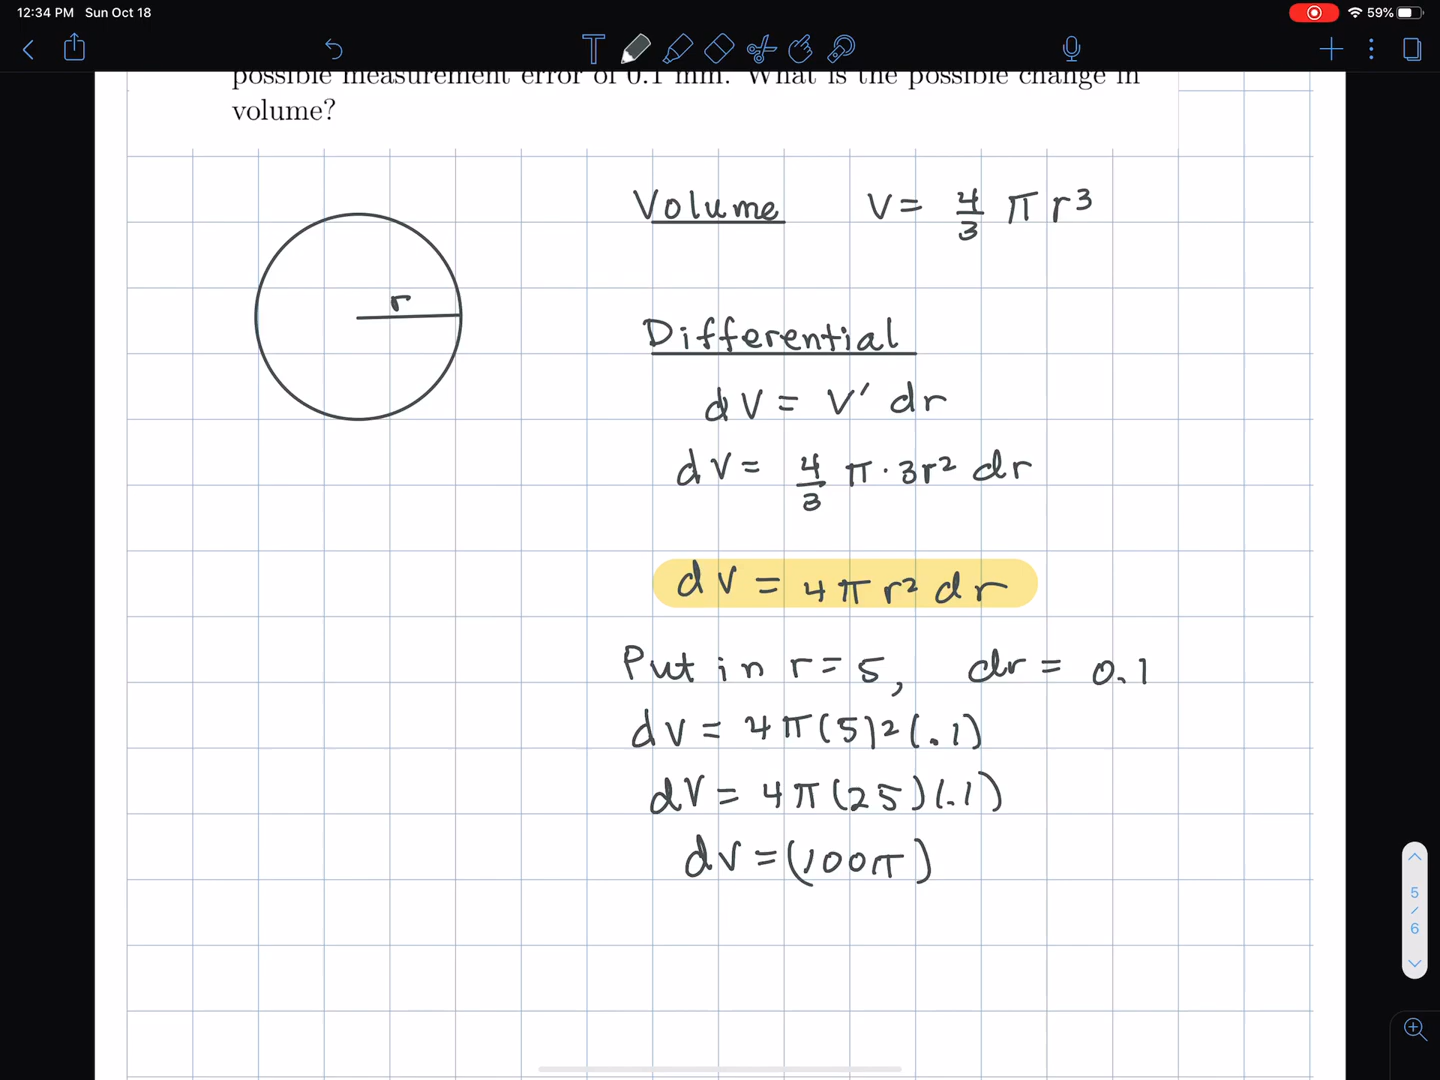 12:34 PM Sun Oct 18
59%
possible measurement error of 0.1 mm. What is the possible change in
volume?
Volume V = 4/3 π r³
r
Differential
dV = V' dr
dV = 4/3 π · 3r² dr
dV = 4πr² dr
Put in r = 5, dr = 0.1
dV = 4π(5)²(.1)
dV = 4π(25)(.1)
dV = (100π)
5
/
6